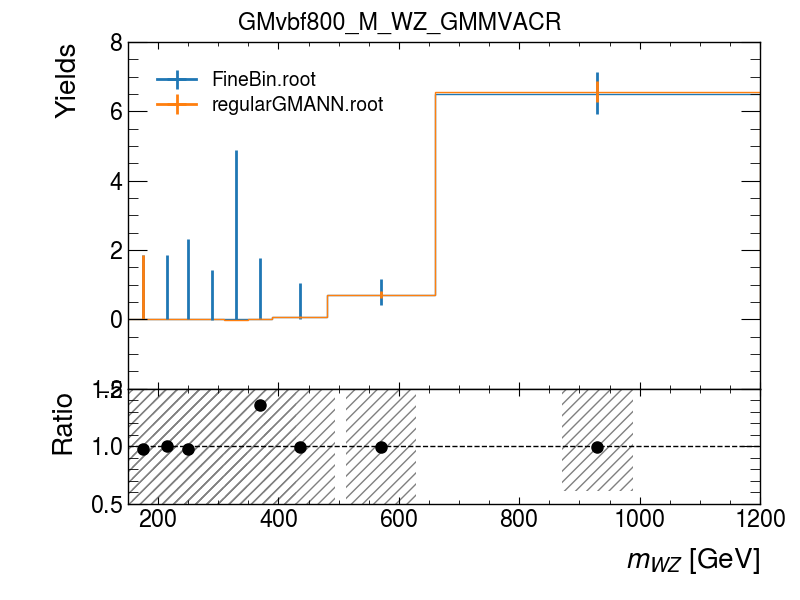 GMvbf800_M_WZ_GMMVACR
Yields
8
6
4
2
0
FineBin.root
regularGMANN.root
Ratio
1.0
0.5
200 400 600 800 1000 1200
m_WZ [GeV]